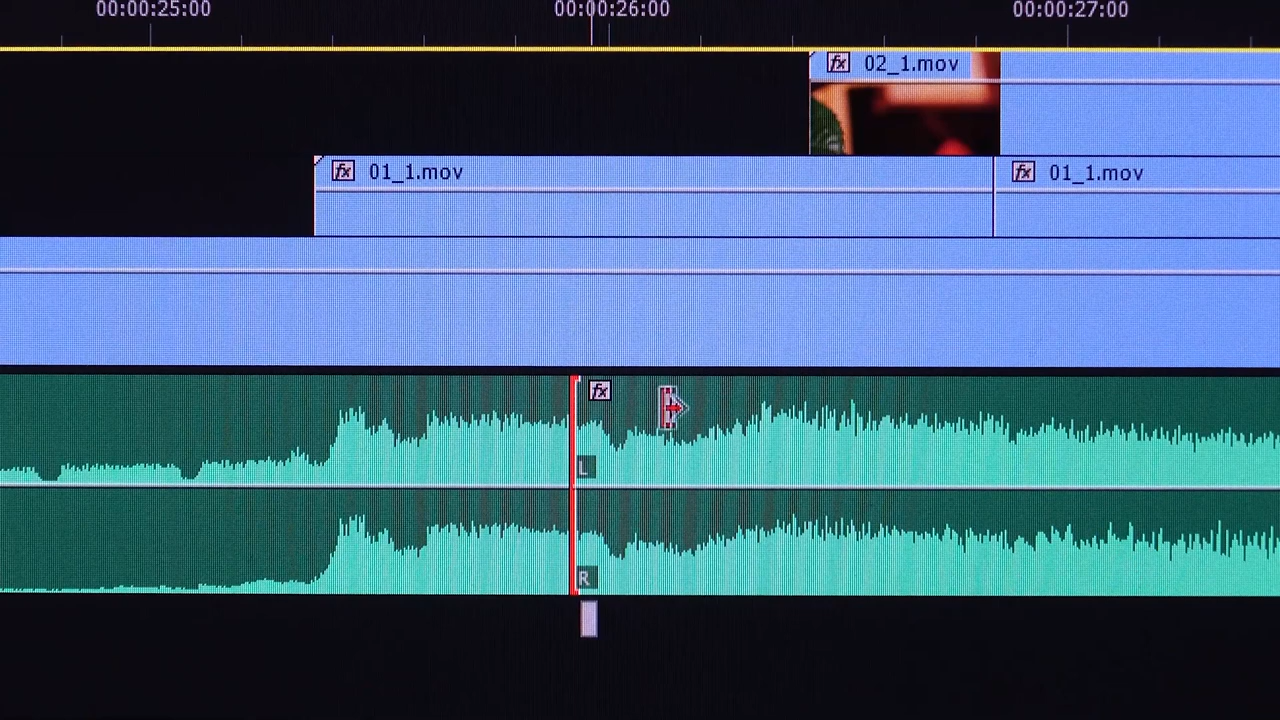 00:00:25:00 00:00:26:00 00:00:27:00
fx 02_1.mov
fx 01_1.mov fx 01_1.mov
fx
L
R